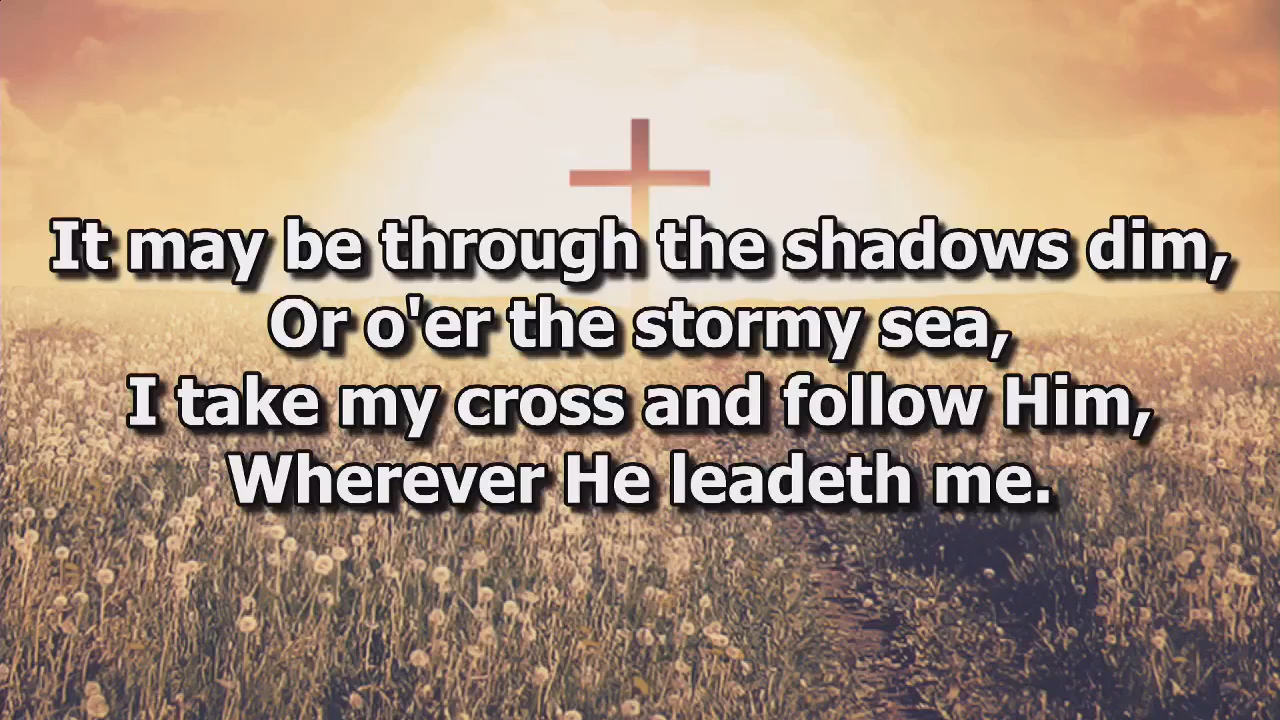 It may be through the shadows dim,
Or o'er the stormy sea,
I take my cross and follow Him,
Wherever He leadeth me.